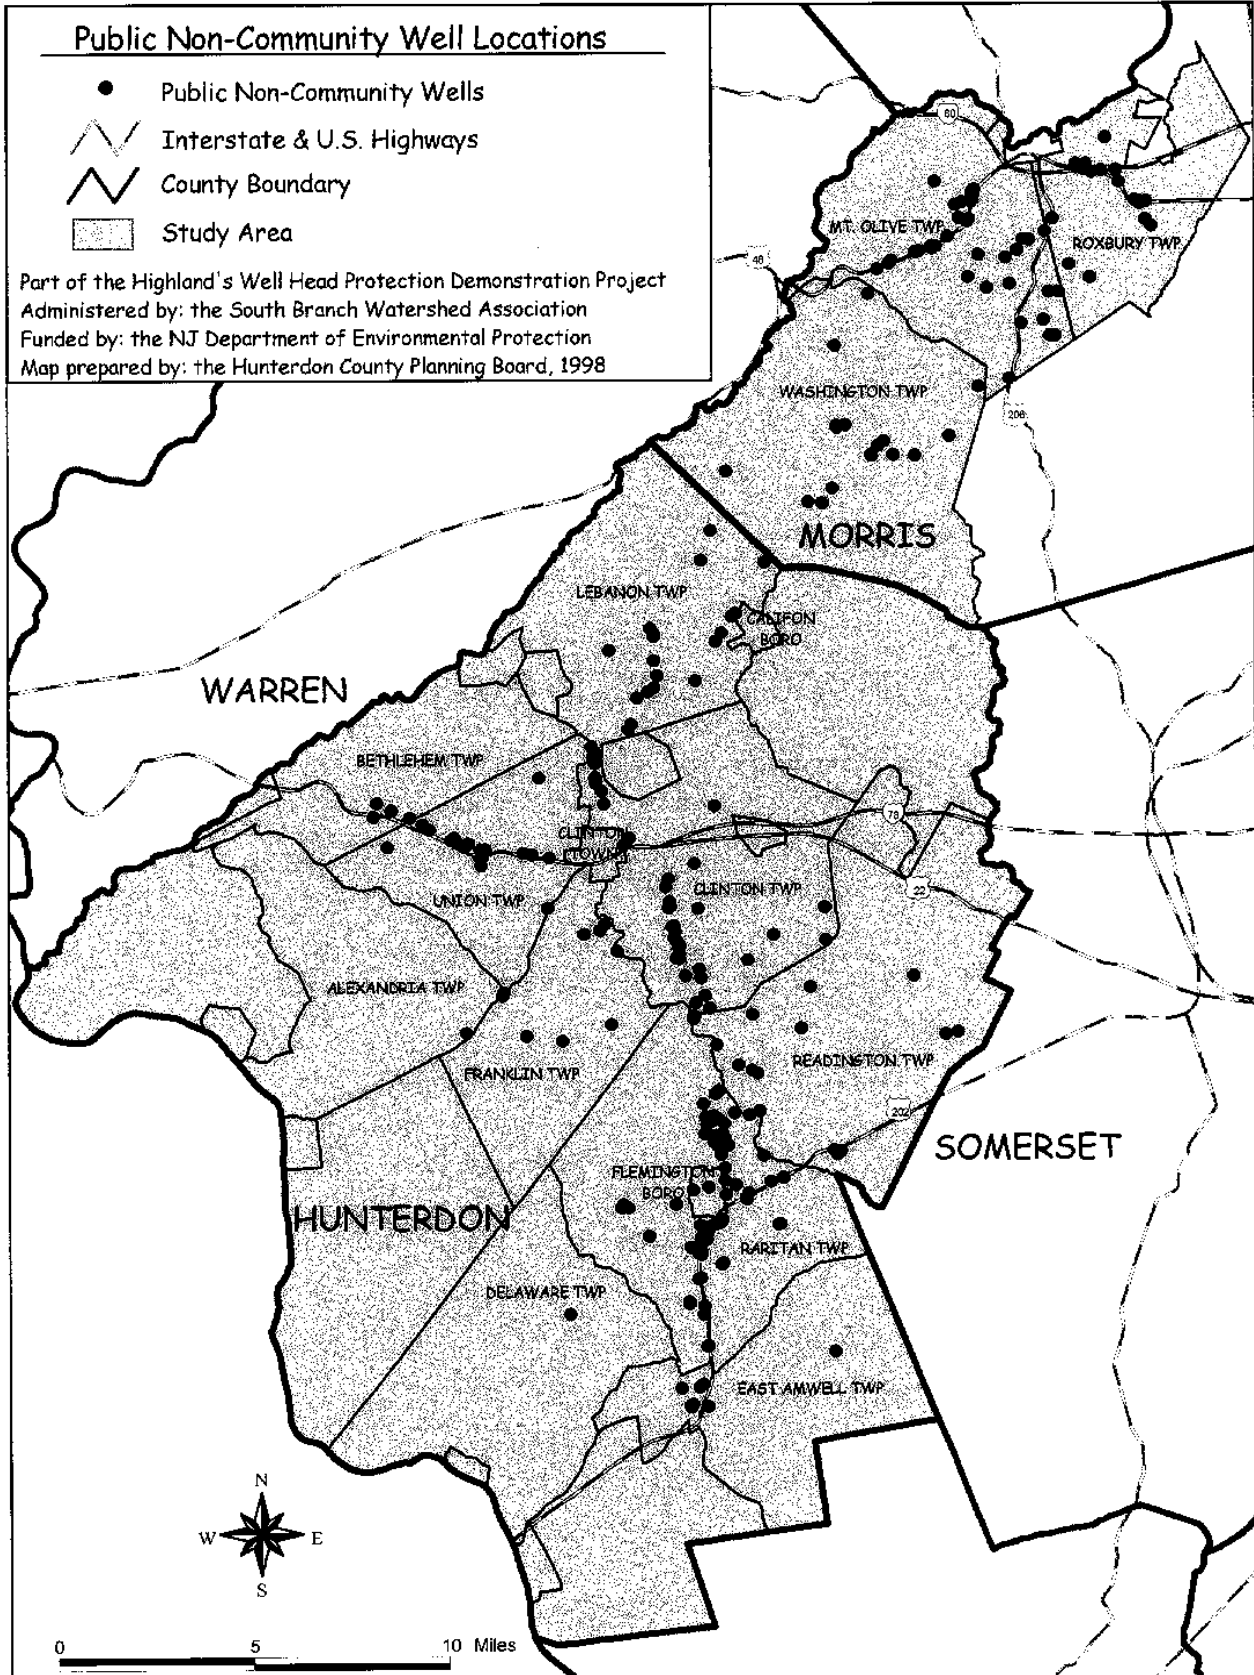 Public Non-Community Well Locations
Public Non-Community Wells
Interstate & U.S. Highways
County Boundary
Study Area
Part of the Highland's Well Head Protection Demonstration Project
Administered by: the South Branch Watershed Association
Funded by: the NJ Department of Environmental Protection
Map prepared by: the Hunterdon County Planning Board, 1998
80
MT. OLIVE TWP
ROXBURY TWP
46
WASHINGTON TWP
206
MORRIS
LEBANON TWP
CALIFON
BORO
WARREN
BETHLEHEM TWP
78
CLINTON
TOWN
22
CLINTON TWP
UNION TWP
ALEXANDRIA TWP
READINGTON TWP
FRANKLIN TWP
202
SOMERSET
FLEMINGTON
BORO
HUNTERDON
RARITAN TWP
DELAWARE TWP
EAST AMWELL TWP
N
W
E
S
0
5
10 Miles